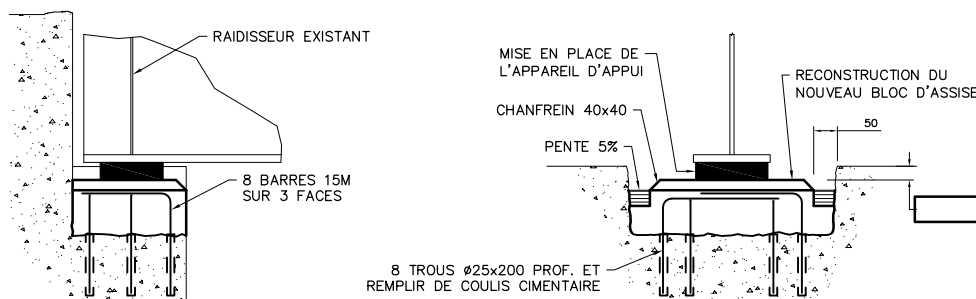 RAIDISSEUR EXISTANT
8 BARRES 15M
SUR 3 FACES
MISE EN PLACE DE
L'APPAREIL D'APPUI
CHANFREIN 40x40
PENTE 5%
RECONSTRUCTION DU
NOUVEAU BLOC D'ASSISE
50
8 TROUS ø25x200 PROF. ET
REMPLIR DE COULIS CIMENTAIRE